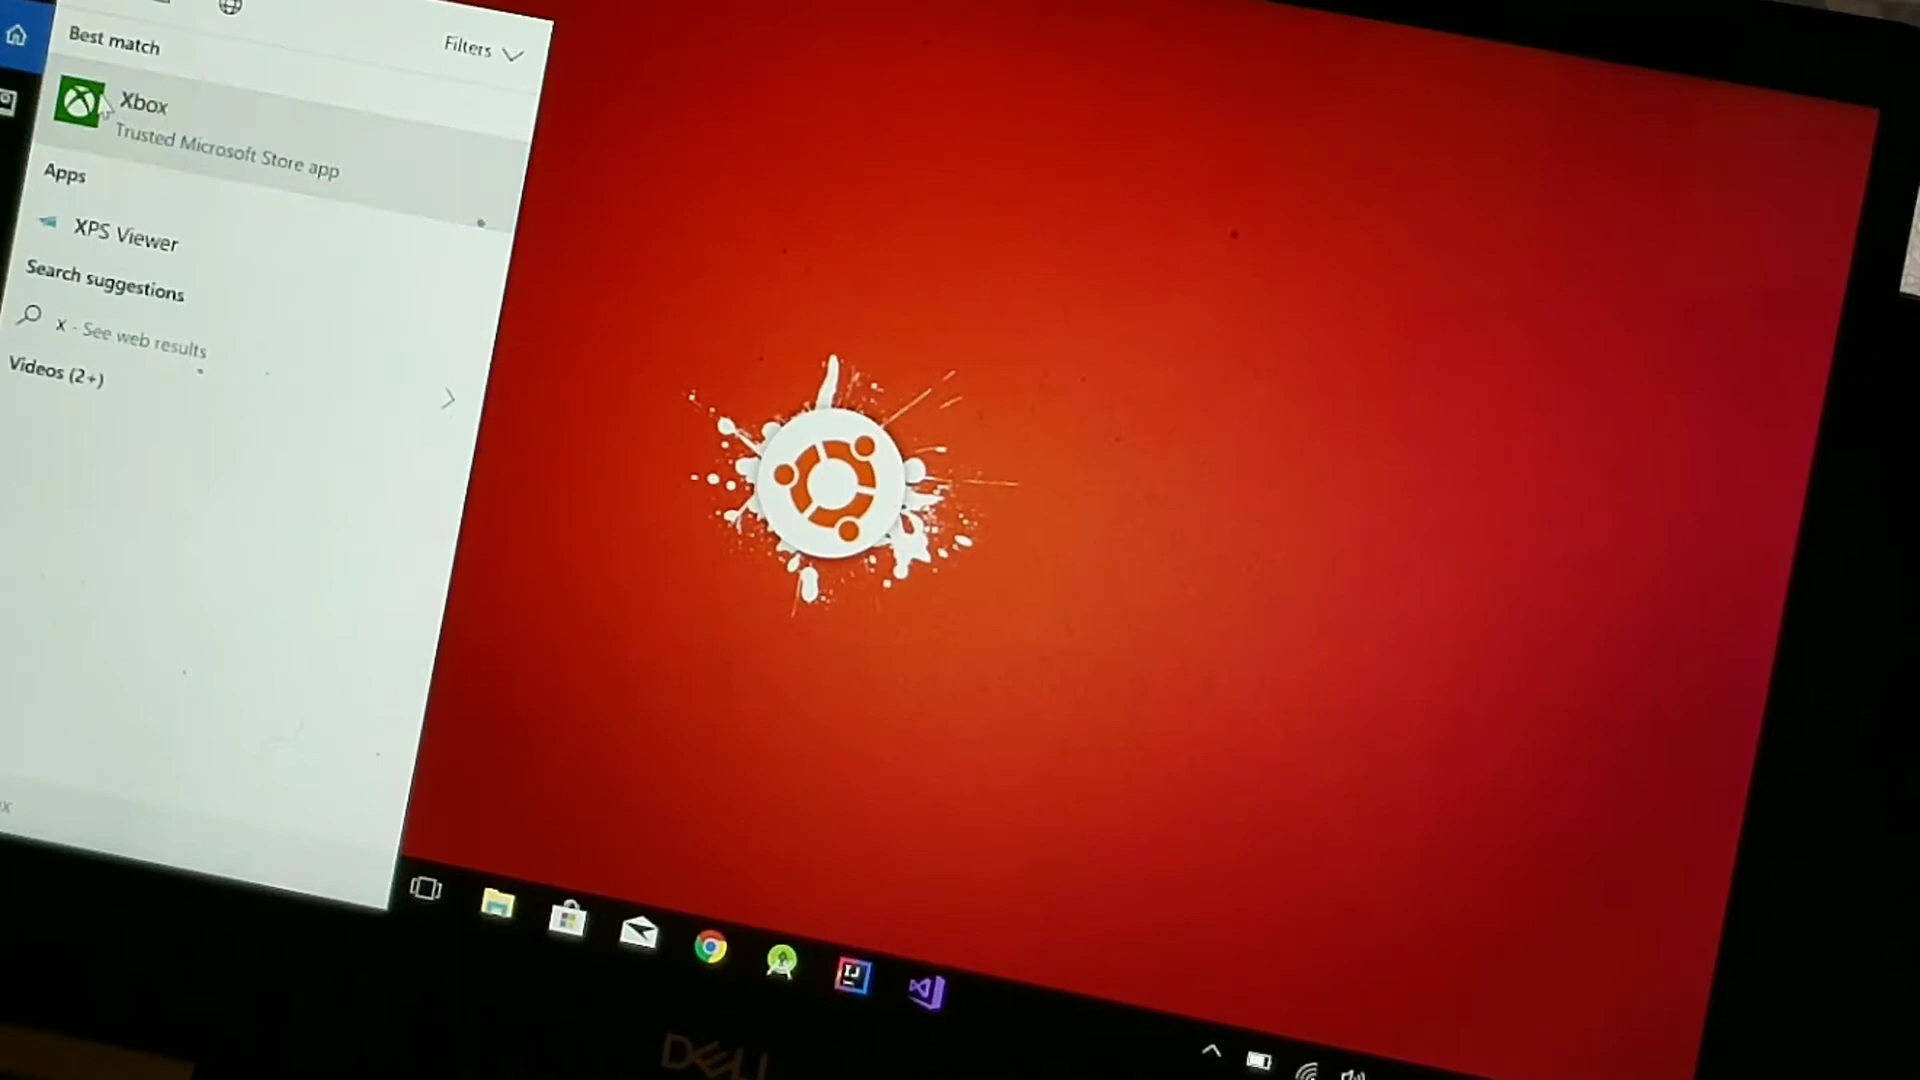 Best match
Filters
Xbox
Trusted Microsoft Store app
Apps
XPS Viewer
Search suggestions
x - See web results
Videos (2+)
x
IJ
DELL